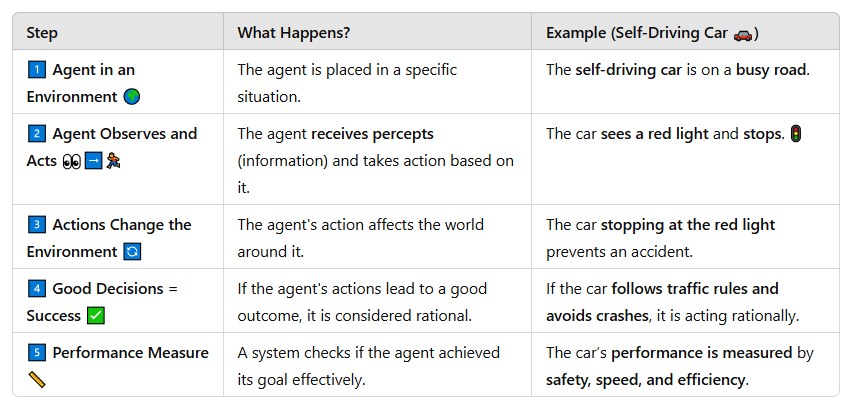 Step
What Happens?
Example (Self-Driving Car 🚗)
1️⃣ Agent in an
Environment 🌍
The agent is placed in a specific
situation.
The self-driving car is on a busy road.
2️⃣ Agent Observes and
Acts 👀➡️🏃
The agent receives percepts
(information) and takes action based on
it.
The car sees a red light and stops. 🚦
3️⃣ Actions Change the
Environment 🔄
The agent's action affects the world
around it.
The car stopping at the red light
prevents an accident.
4️⃣ Good Decisions =
Success ✅
If the agent's actions lead to a good
outcome, it is considered rational.
If the car follows traffic rules and
avoids crashes, it is acting rationally.
5️⃣ Performance Measure
📏
A system checks if the agent achieved
its goal effectively.
The car’s performance is measured by
safety, speed, and efficiency.